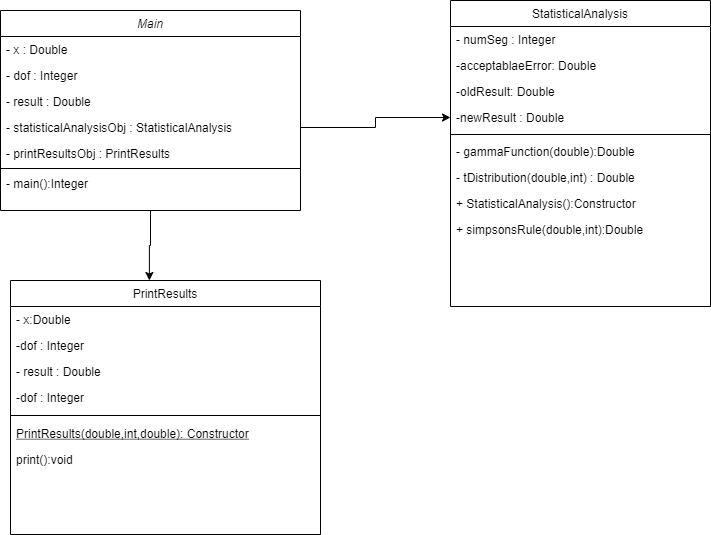 Main
- x : Double
- dof : Integer
- result : Double
- statisticalAnalysisObj : StatisticalAnalysis
- printResultsObj : PrintResults
- main():Integer
StatisticalAnalysis
- numSeg : Integer
-acceptablaeError: Double
-oldResult: Double
-newResult : Double
- gammaFunction(double):Double
- tDistribution(double,int) : Double
+ StatisticalAnalysis():Constructor
+ simpsonsRule(double,int):Double
PrintResults
- x:Double
-dof : Integer
- result : Double
-dof : Integer
PrintResults(double,int,double): Constructor
print():void